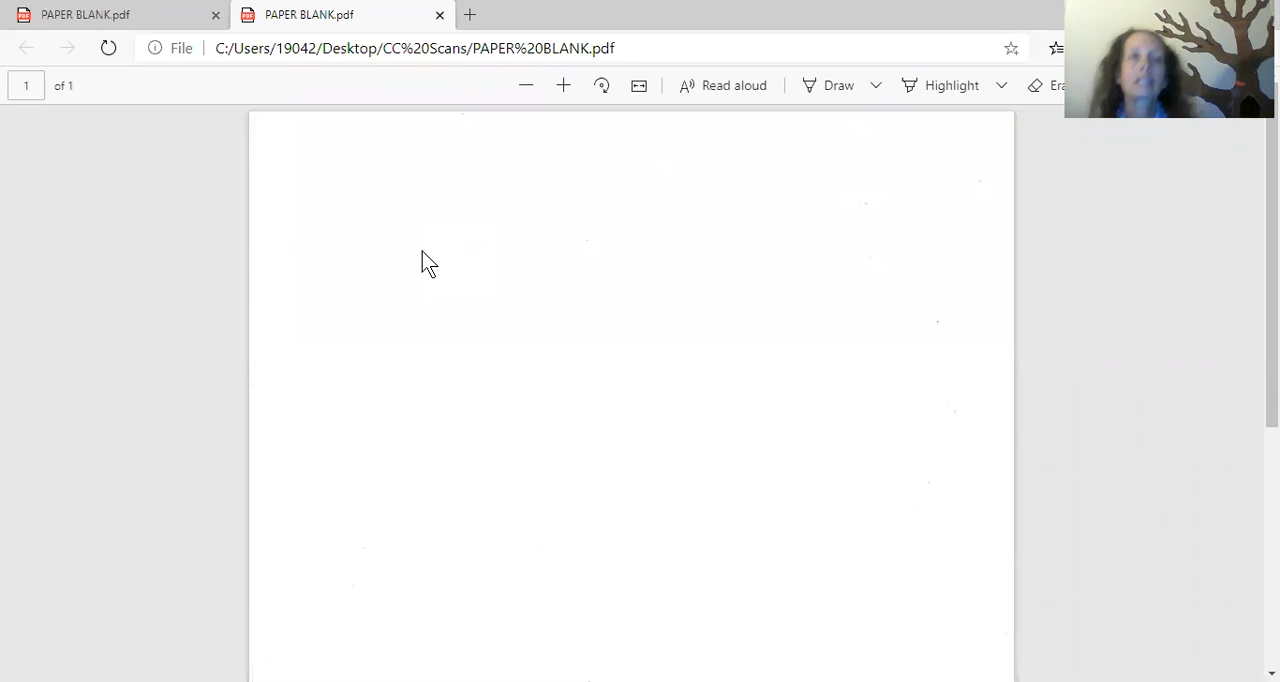 PAPER BLANK.pdf
PAPER BLANK.pdf
File
C:/Users/19042/Desktop/CC%20Scans/PAPER%20BLANK.pdf
1 of 1
Read aloud
Draw
Highlight
Era